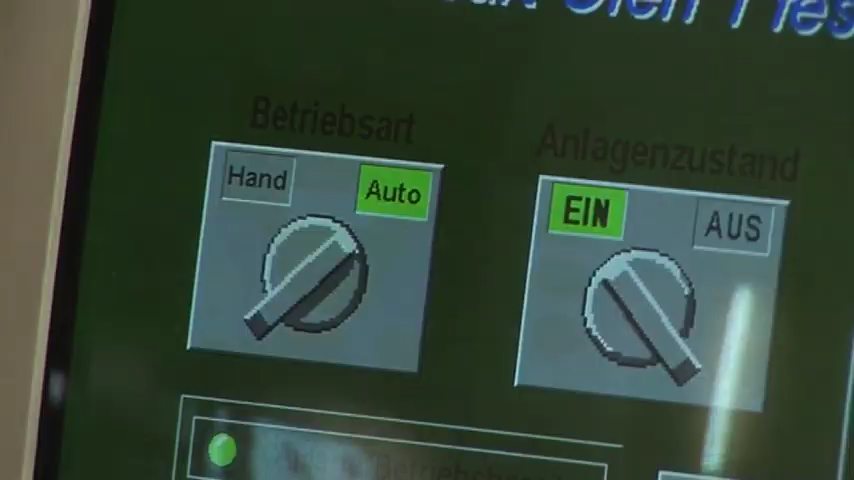 Betriebsart
Anlagenzustand
Hand
Auto
EIN
AUS